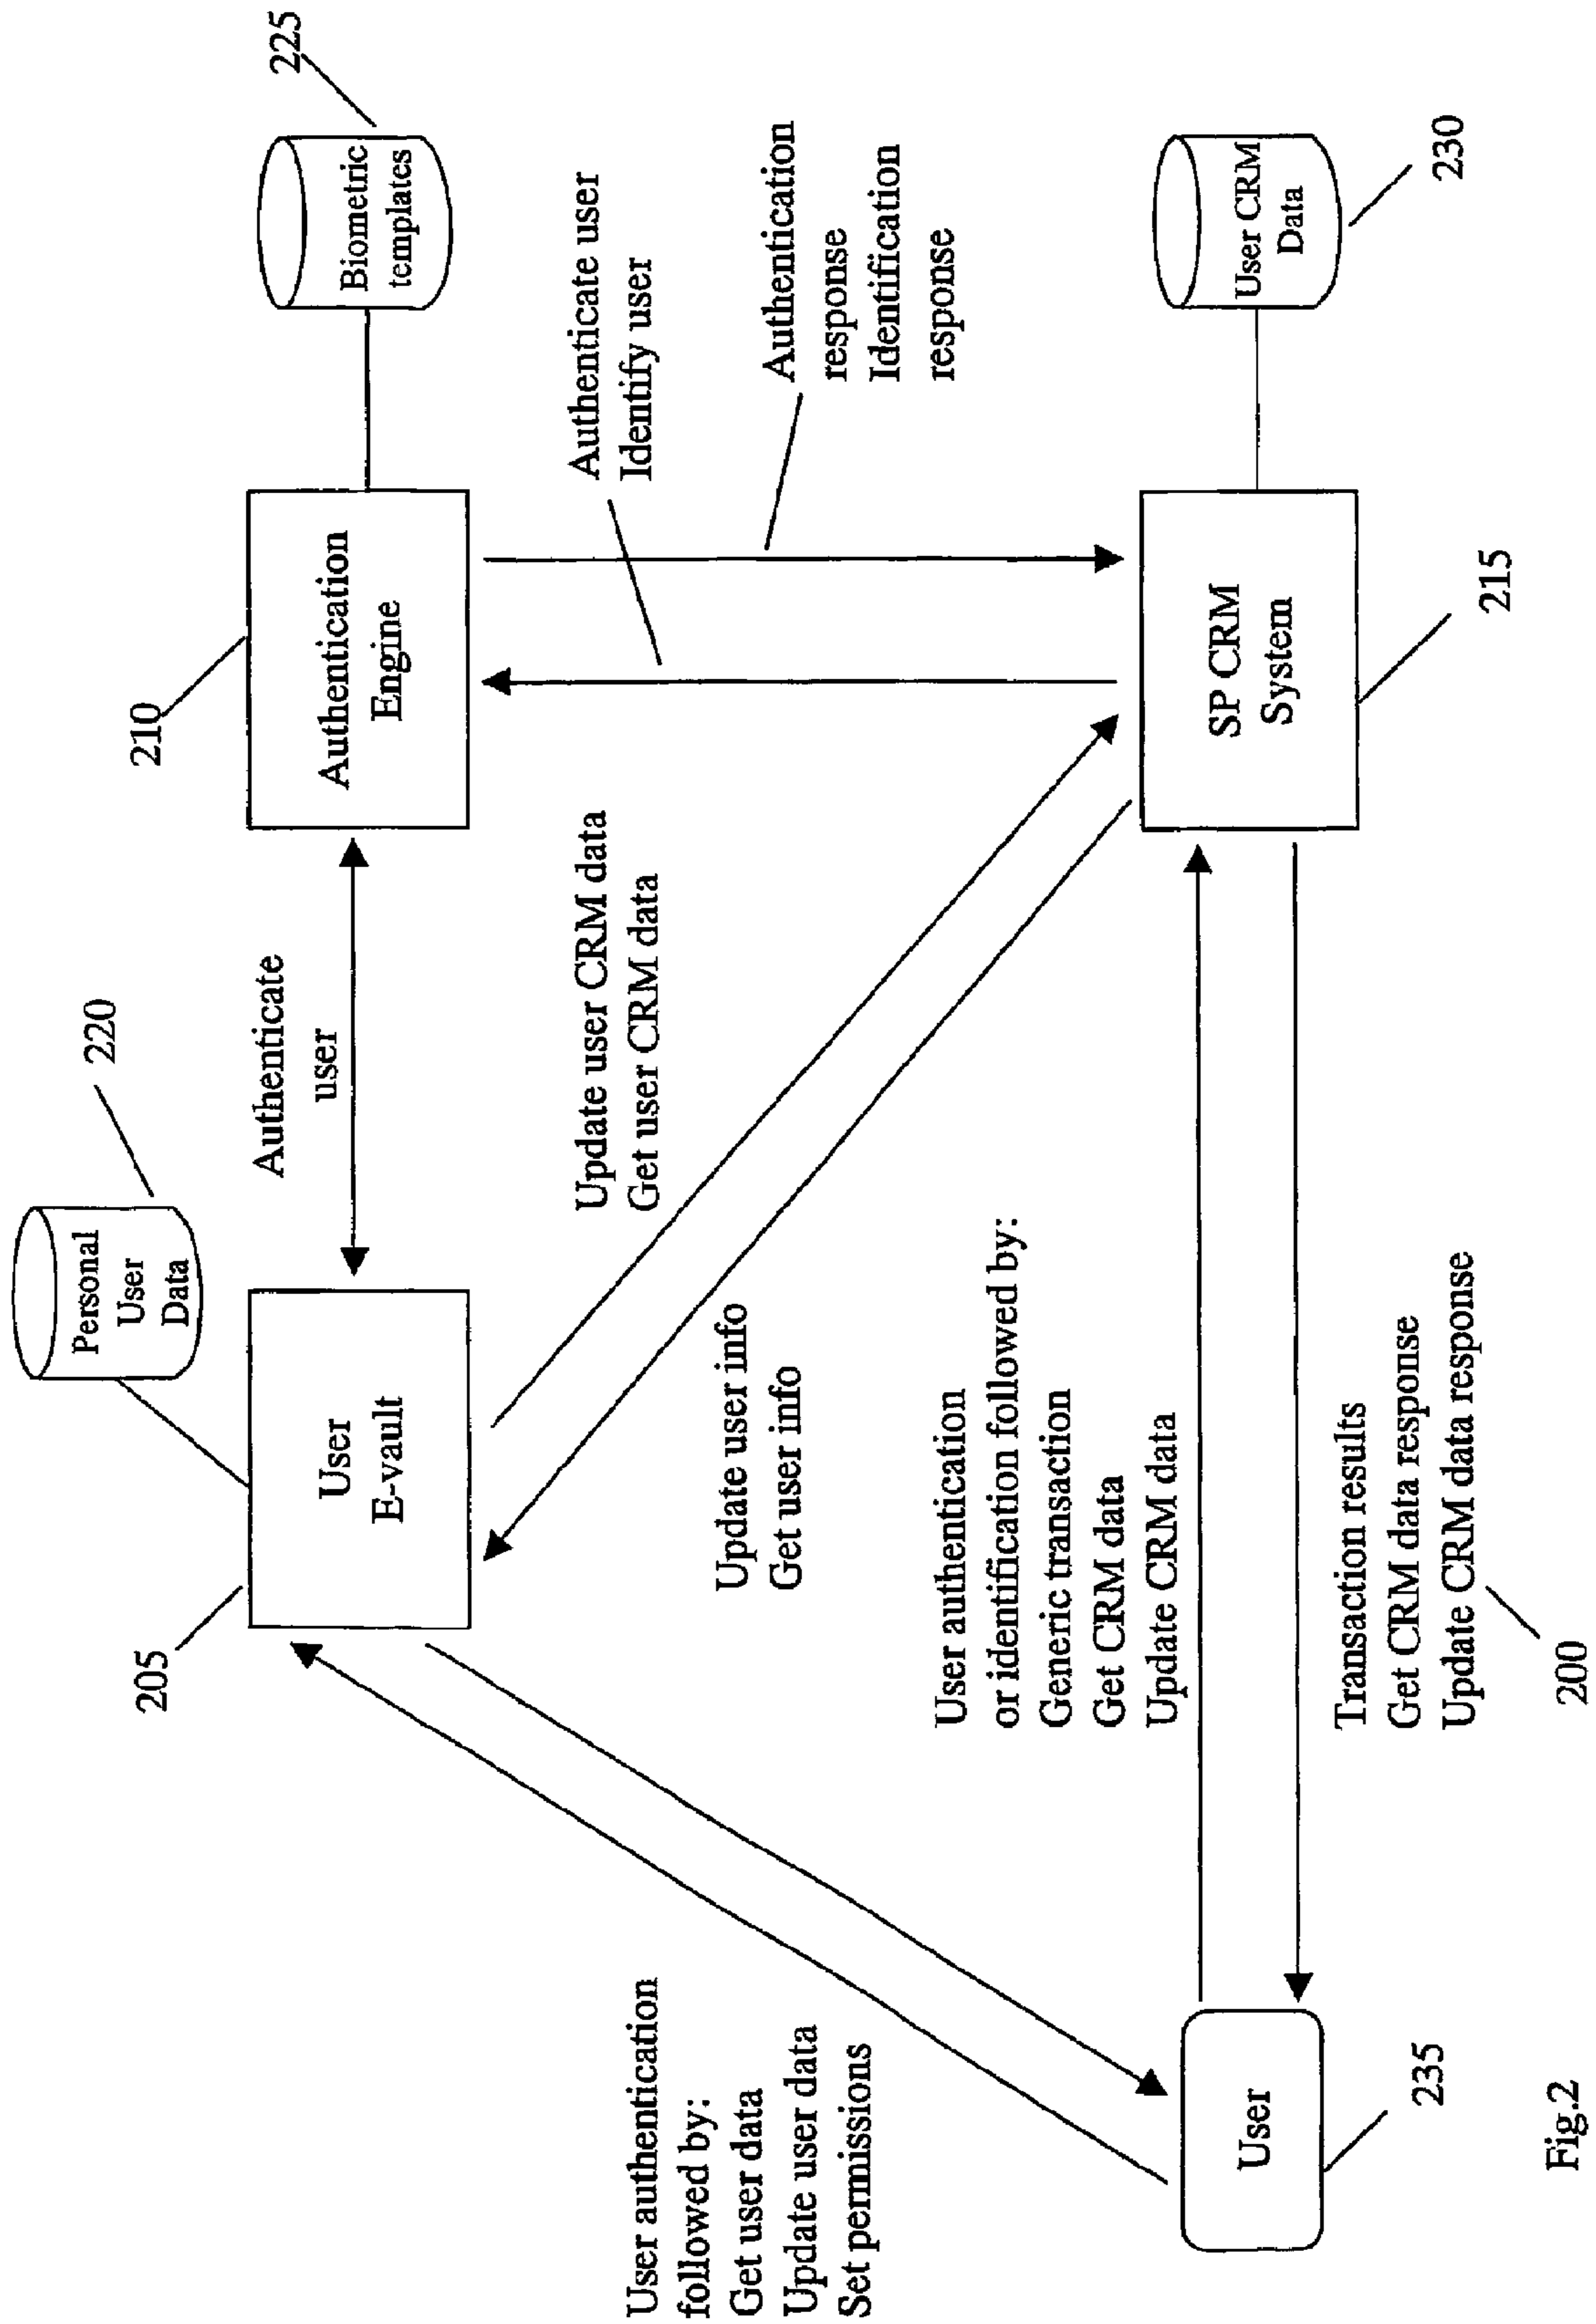 Personal
User
Data
220
225
Biometric
templates
205
User
E-vault
Authenticate
user
210
Authentication
Engine
Update user CRM data
Get user CRM data
Authenticate user
Identify user
Authentication
response
Identification
response
Update user info
Get user info
User authentication
followed by:
Get user data
Update user data
Set permissions
User authentication
or identification followed by:
Generic transaction
Get CRM data
Update CRM data
User
235
SP CRM
System
215
User CRM
Data
230
Transaction results
Get CRM data response
Update CRM data response
200
Fig.2